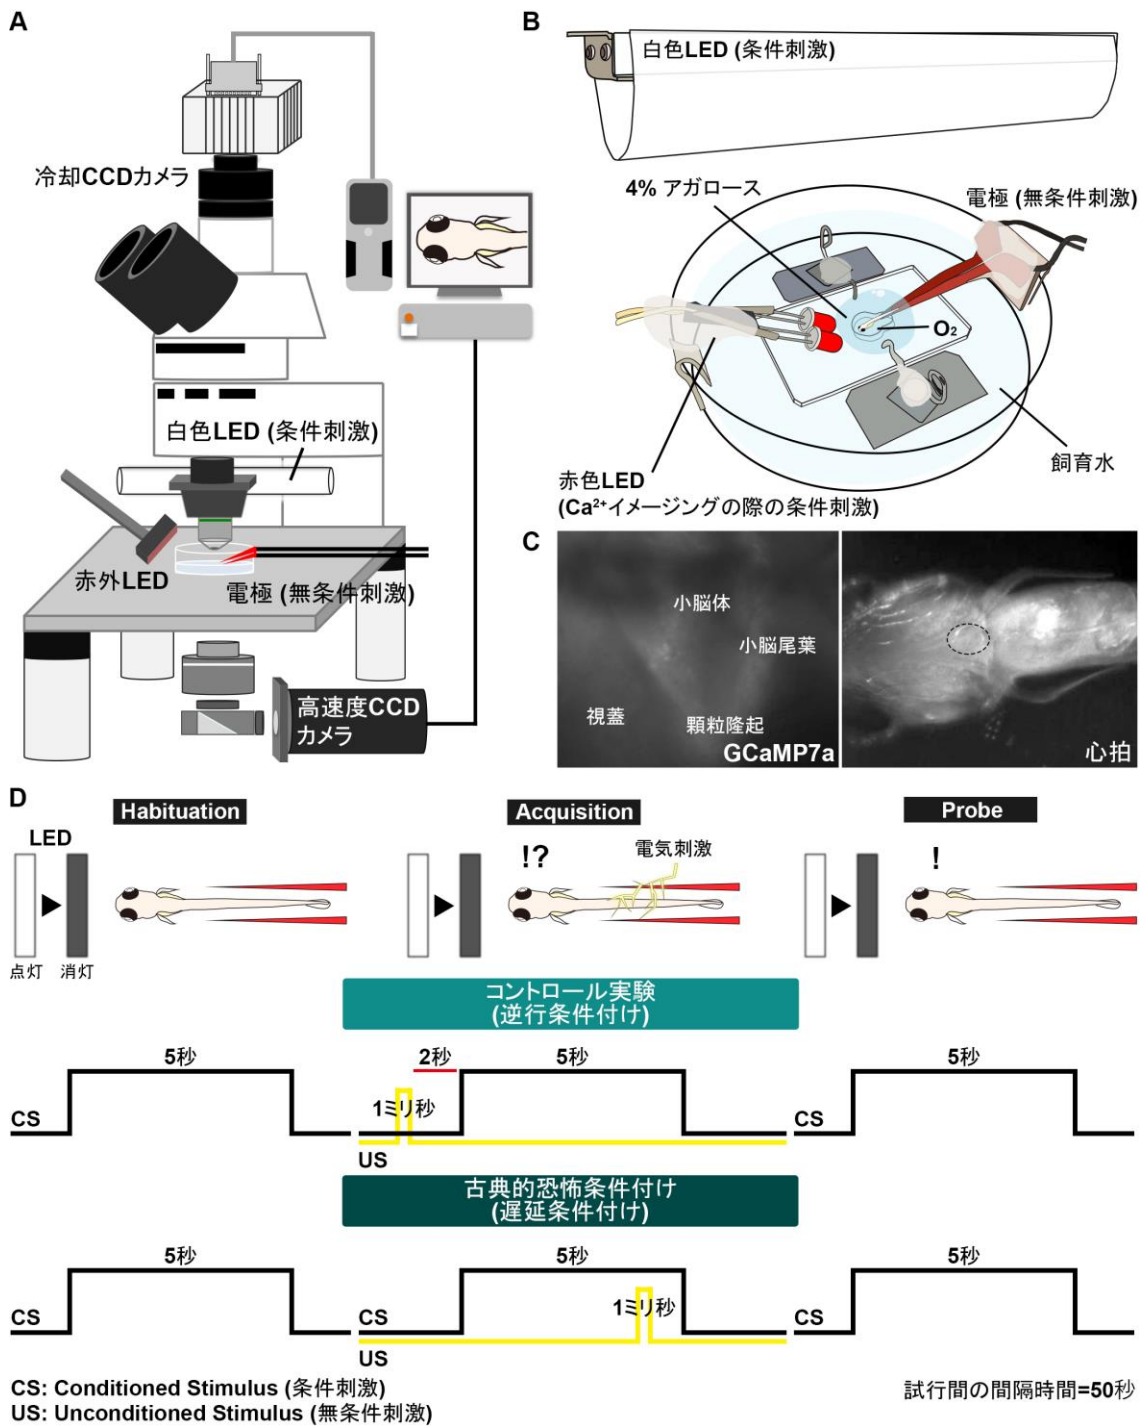 A
冷却CCDカメラ
白色LED (条件刺激)
赤外LED
電極 (無条件刺激)
高速度CCD
カメラ
B
白色LED (条件刺激)
4% アガロース
電極 (無条件刺激)
O₂
飼育水
赤色LED
(Ca²⁺イメージングの際の条件刺激)
C
小脳体
小脳尾葉
視蓋
顆粒隆起
GCaMP7a
心拍
D
Habituation
Acquisition
Probe
LED
!?
電気刺激
!
点灯
消灯
コントロール実験
(逆行条件付け)
5秒
2秒
5秒
5秒
1ミリ秒
CS
CS
US
古典的恐怖条件付け
(遅延条件付け)
5秒
5秒
5秒
1ミリ秒
CS
CS
CS
US
CS: Conditioned Stimulus (条件刺激)
US: Unconditioned Stimulus (無条件刺激)
試行間の間隔時間=50秒